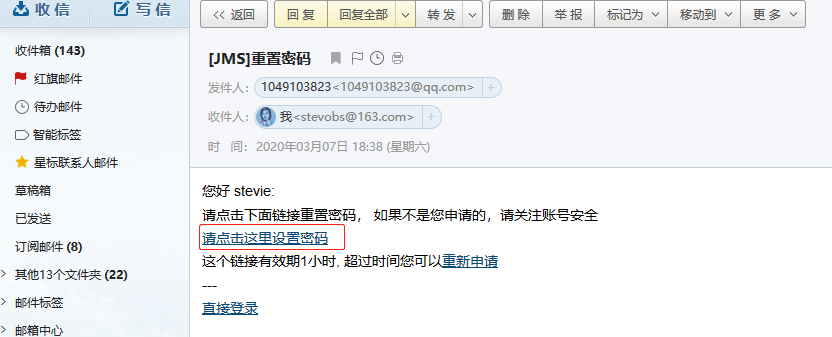 收信 写信
<< 返回 回复 回复全部 转发 删除 举报 标记为 移动到 更多
收件箱 (143)
红旗邮件
待办邮件
智能标签
星标联系人邮件
草稿箱
已发送
订阅邮件 (8)
其他13个文件夹 (22)
邮件标签
邮箱中心
[JMS]重置密码
发件人： 1049103823<1049103823@qq.com> +
收件人： 我<stevobs@163.com> +
时 间： 2020年03月07日 18:38 (星期六)
您好 stevie:
请点击下面链接重置密码， 如果不是您申请的，请关注账号安全
请点击这里设置密码
这个链接有效期1小时, 超过时间您可以重新申请
---
直接登录